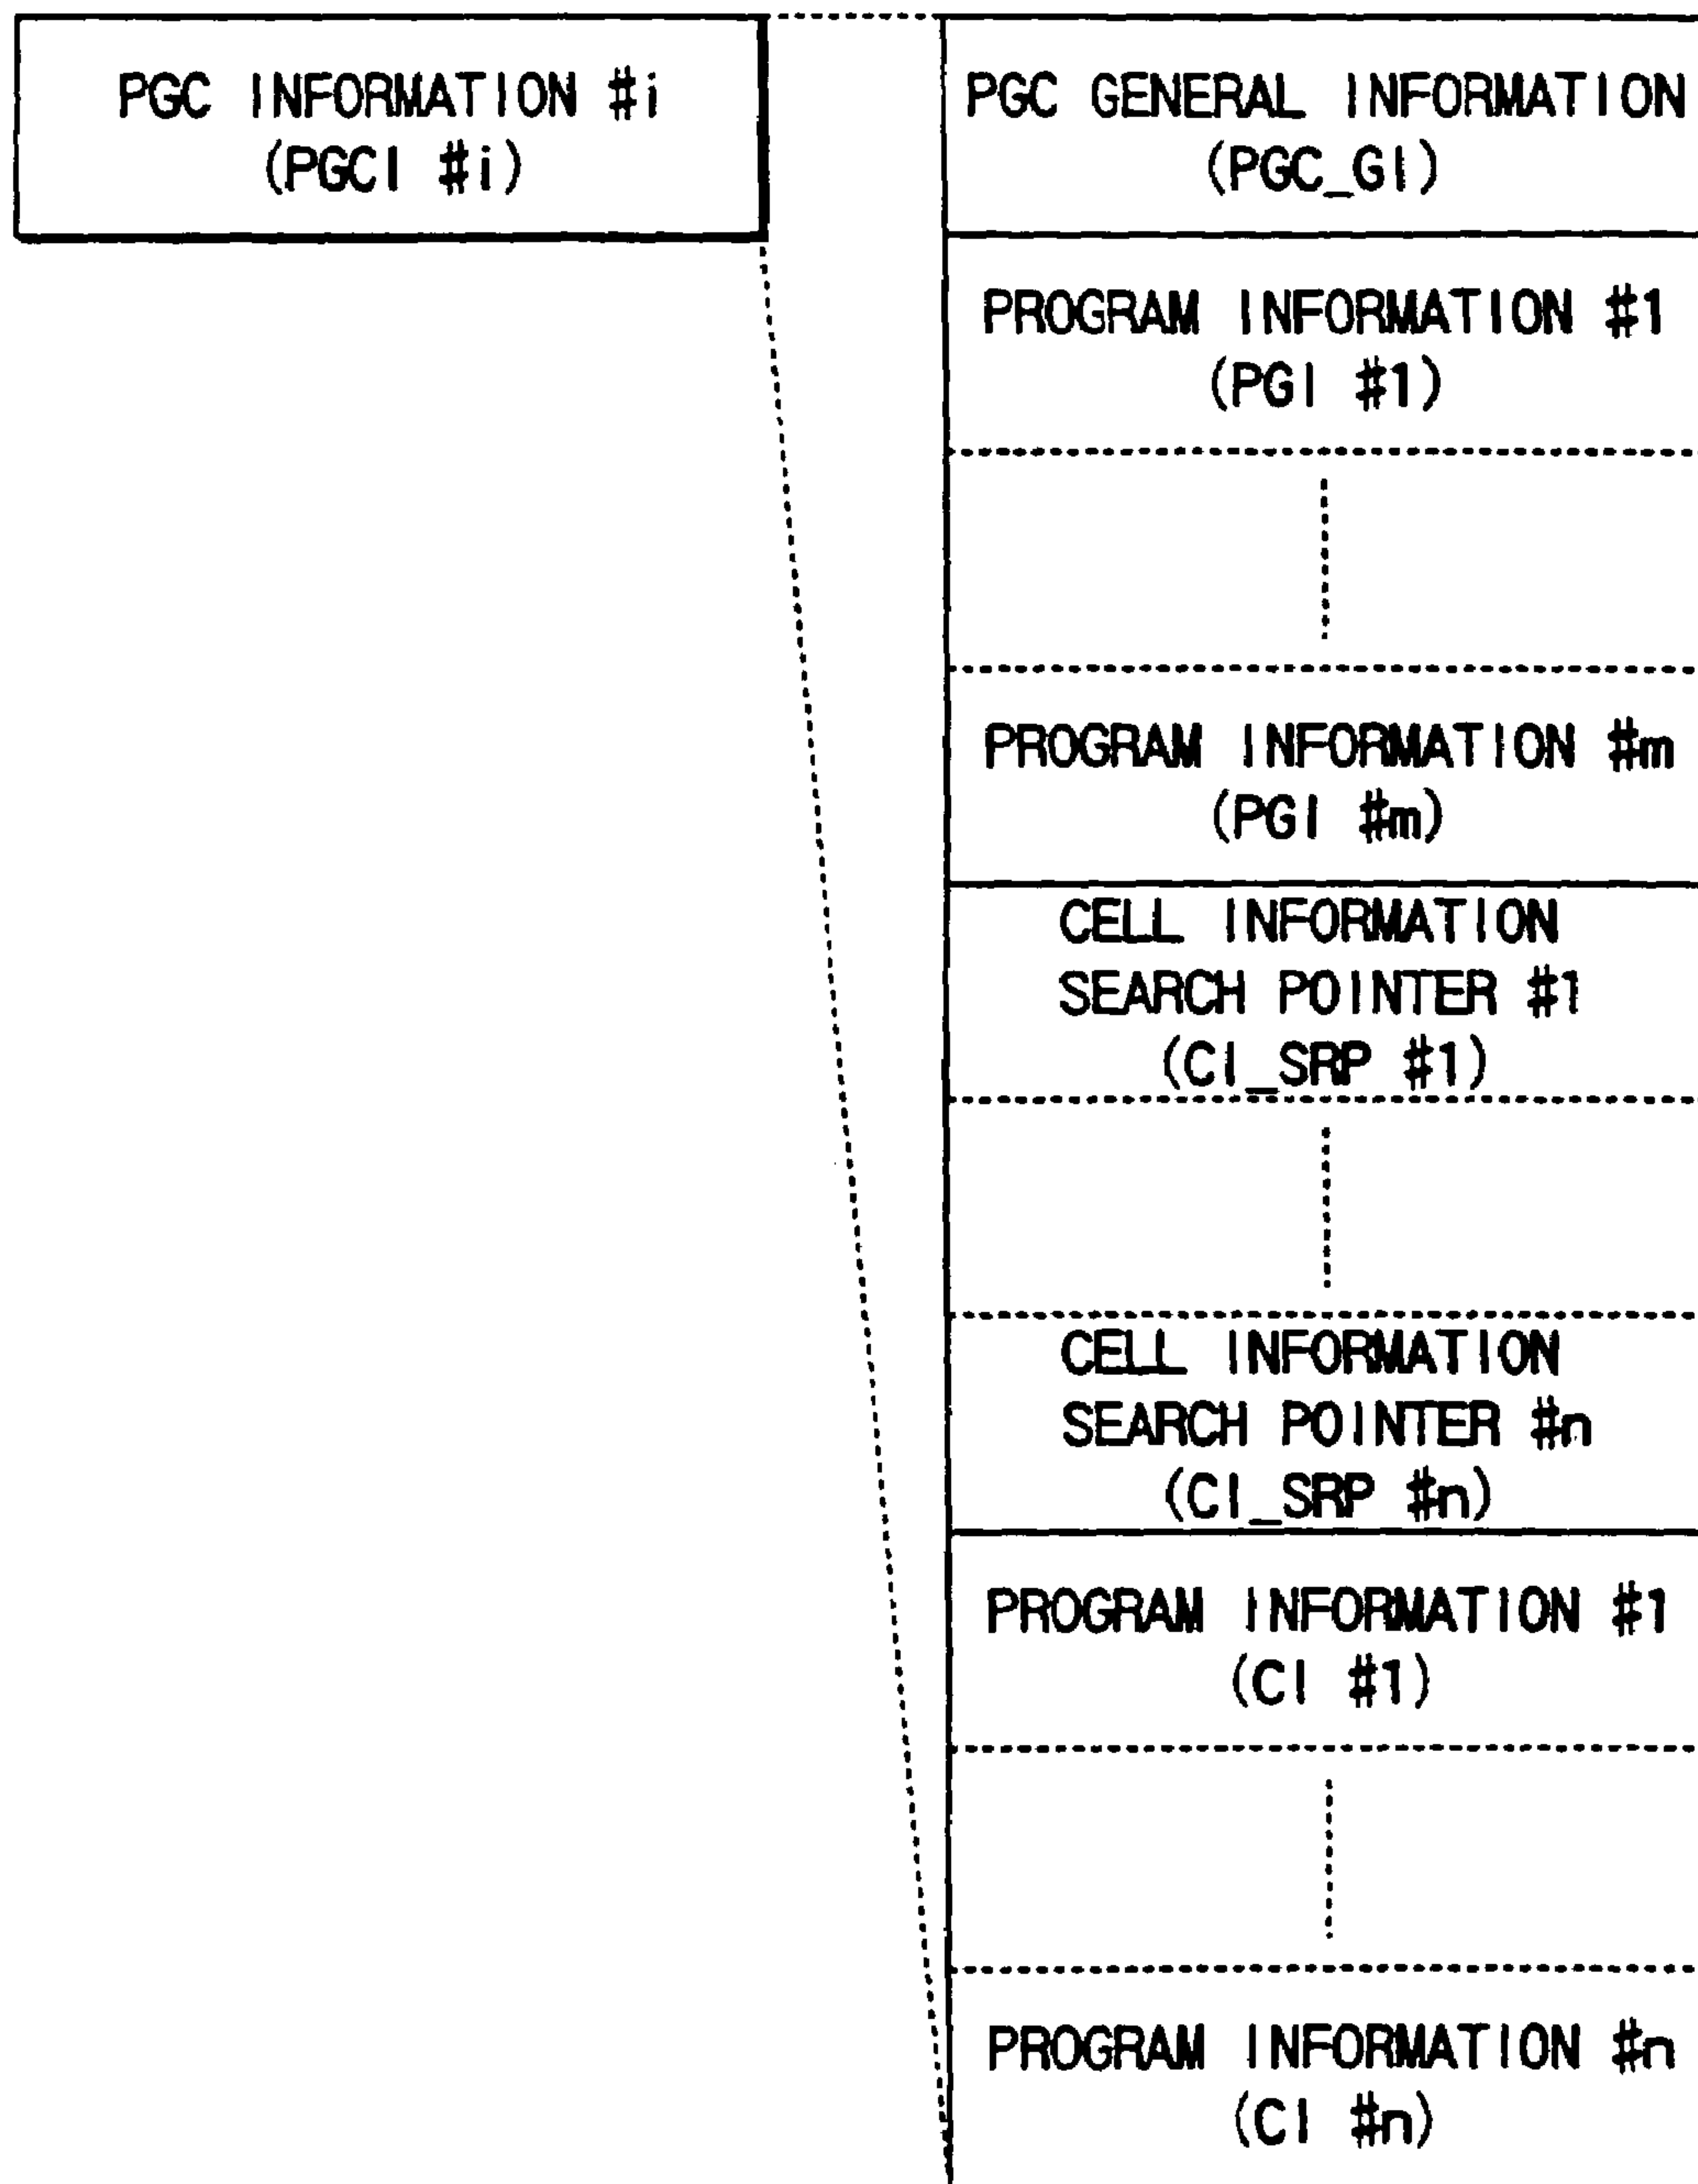 PGC INFORMATION #i
(PGCI #i)
PGC GENERAL INFORMATION
(PGC_GI)
PROGRAM INFORMATION #1
(PGI #1)
PROGRAM INFORMATION #m
(PGI #m)
CELL INFORMATION
SEARCH POINTER #1
(CI_SRP #1)
CELL INFORMATION
SEARCH POINTER #n
(CI_SRP #n)
PROGRAM INFORMATION #1
(CI #1)
PROGRAM INFORMATION #n
(CI #n)